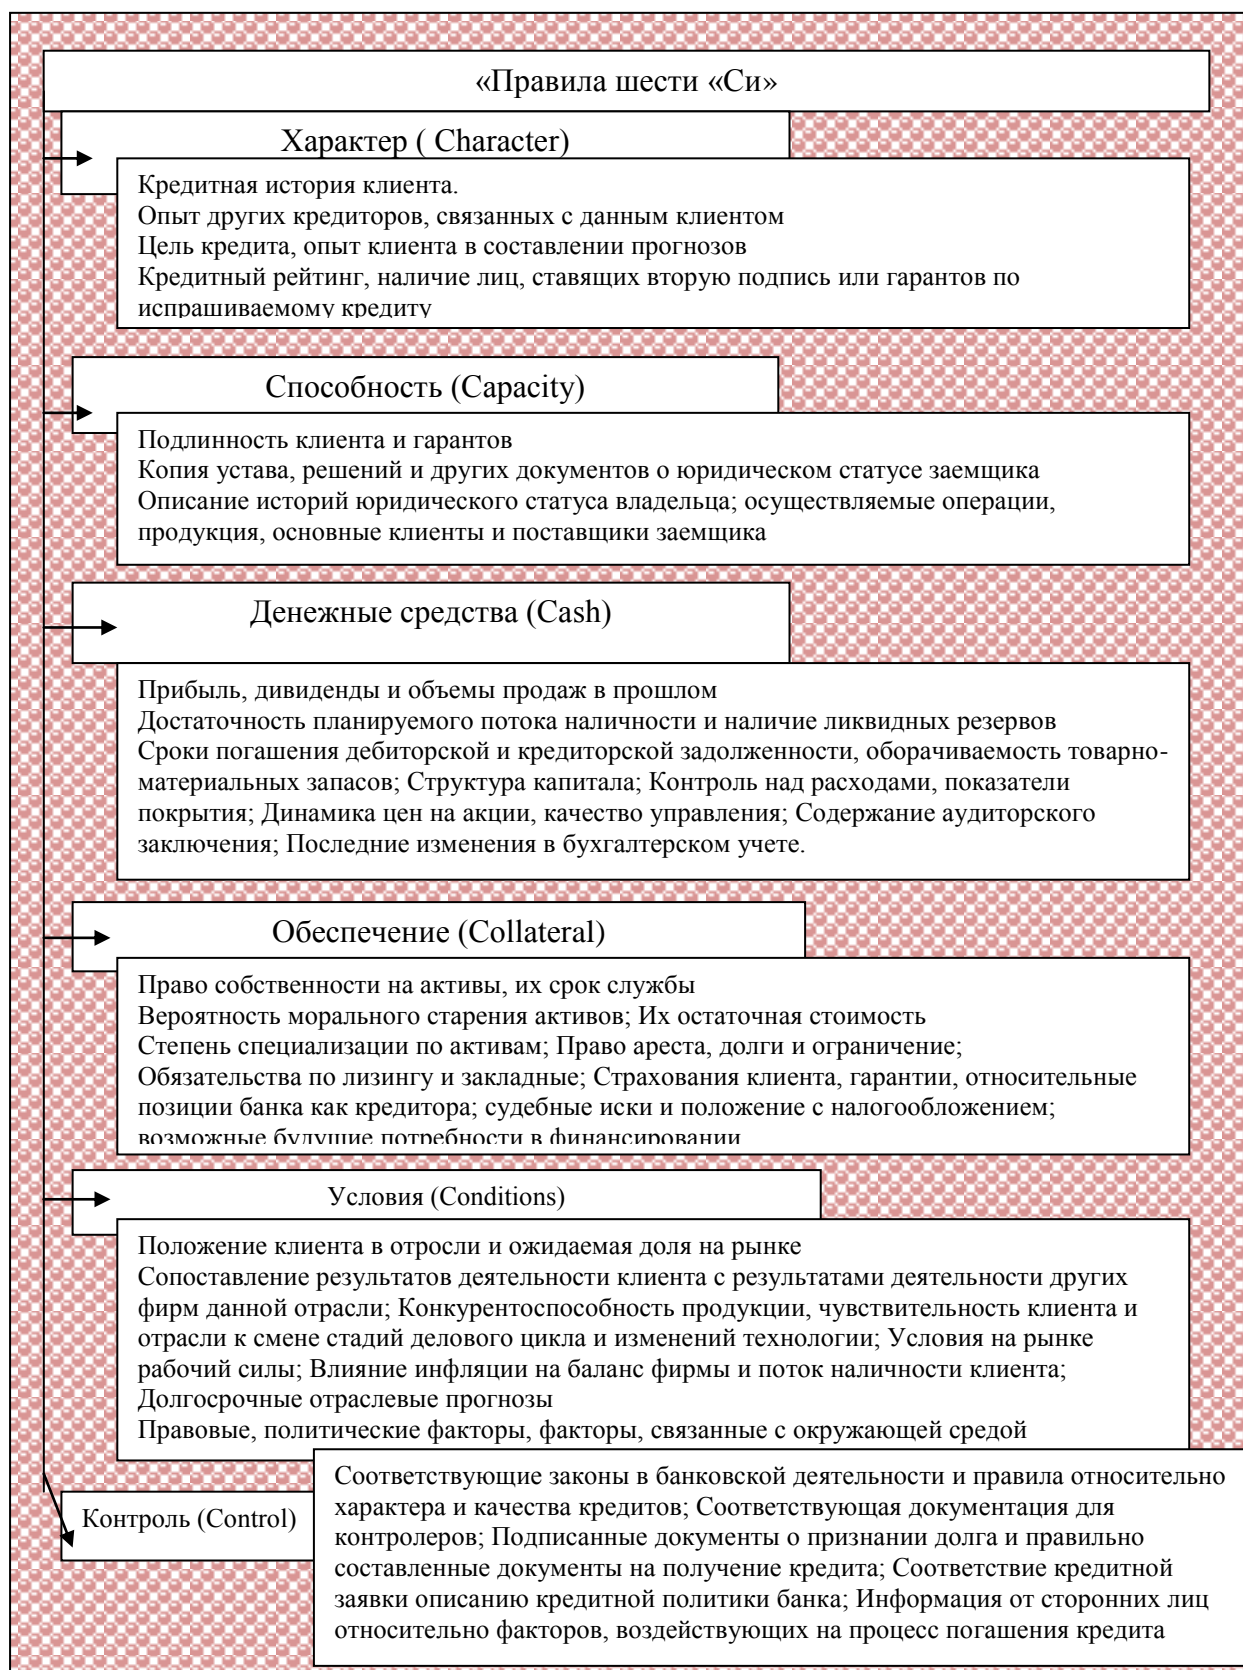 «Правила шести «Си»
Характер ( Character)
Кредитная история клиента.
Опыт других кредиторов, связанных с данным клиентом
Цель кредита, опыт клиента в составлении прогнозов
Кредитный рейтинг, наличие лиц, ставящих вторую подпись или гарантов по
испрашиваемому кредиту
Способность (Capacity)
Подлинность клиента и гарантов
Копия устава, решений и других документов о юридическом статусе заемщика
Описание историй юридического статуса владельца; осуществляемые операции,
продукция, основные клиенты и поставщики заемщика
Денежные средства (Cash)
Прибыль, дивиденды и объемы продаж в прошлом
Достаточность планируемого потока наличности и наличие ликвидных резервов
Сроки погашения дебиторской и кредиторской задолженности, оборачиваемость товарно-
материальных запасов; Структура капитала; Контроль над расходами, показатели
покрытия; Динамика цен на акции, качество управления; Содержание аудиторского
заключения; Последние изменения в бухгалтерском учете.
Обеспечение (Collateral)
Право собственности на активы, их срок службы
Вероятность морального старения активов; Их остаточная стоимость
Степень специализации по активам; Право ареста, долги и ограничение;
Обязательства по лизингу и закладные; Страхования клиента, гарантии, относительные
позиции банка как кредитора; судебные иски и положение с налогообложением;
возможные будущие потребности в финансировании
Условия (Conditions)
Положение клиента в отросли и ожидаемая доля на рынке
Сопоставление результатов деятельности клиента с результатами деятельности других
фирм данной отрасли; Конкурентоспособность продукции, чувствительность клиента и
отрасли к смене стадий делового цикла и изменений технологии; Условия на рынке
рабочий силы; Влияние инфляции на баланс фирмы и поток наличности клиента;
Долгосрочные отраслевые прогнозы
Правовые, политические факторы, факторы, связанные с окружающей средой
Контроль (Control)
Соответствующие законы в банковской деятельности и правила относительно
характера и качества кредитов; Соответствующая документация для
контролеров; Подписанные документы о признании долга и правильно
составленные документы на получение кредита; Соответствие кредитной
заявки описанию кредитной политики банка; Информация от сторонних лиц
относительно факторов, воздействующих на процесс погашения кредита